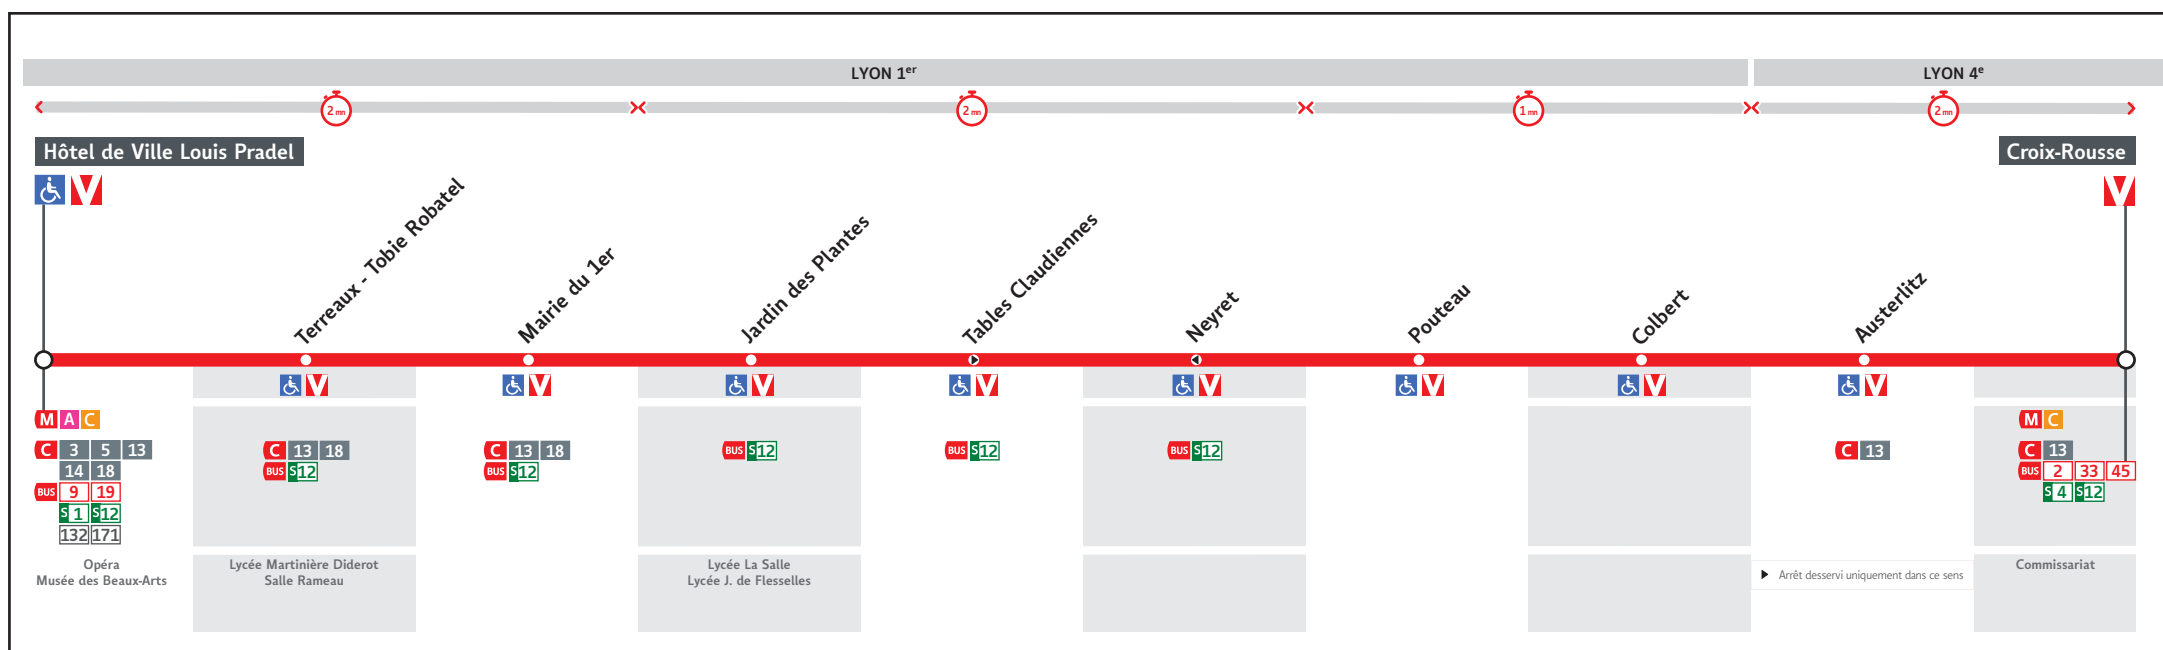 LYON 1er
LYON 4e
2 mn
2 mn
1 mn
2 mn
Hôtel de Ville Louis Pradel
Croix-Rousse
V
V
Terreaux - Tobie Robatel
Mairie du 1er
Jardin des Plantes
Tables Claudiennes
Neyret
Pouteau
Colbert
Austerlitz
V
V
V
V
V
V
V
V
M A C
C 3 5 13
14 18
BUS 9 19
S1 S12
132 171
C 13 18
BUS S12
C 13 18
BUS S12
BUS S12
BUS S12
BUS S12
C 13
M C
C 13
BUS 2 33 45
S4 S12
Opéra
Musée des Beaux-Arts
Lycée Martinière Diderot
Salle Rameau
Lycée La Salle
Lycée J. de Flesselles
Arrêt desservi uniquement dans ce sens
Commissariat